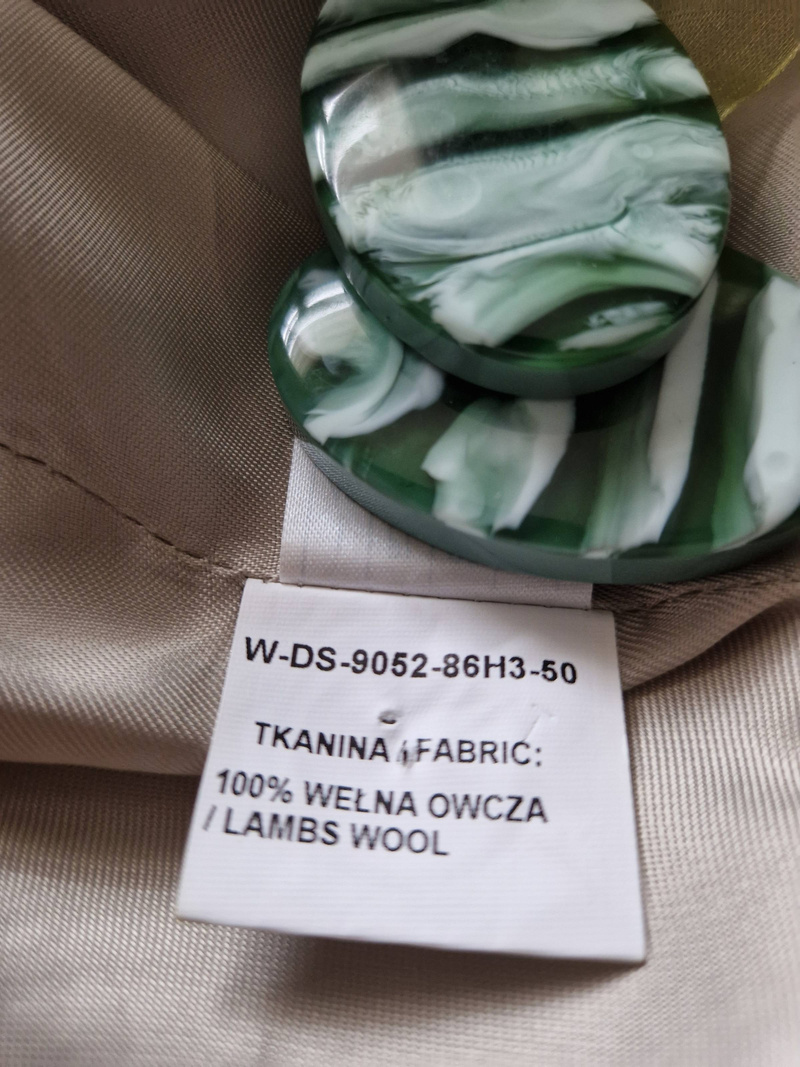 W-DS-9052-86H3-50
TKANINA / FABRIC:
100% WEŁNA OWCZA
/ LAMBS WOOL